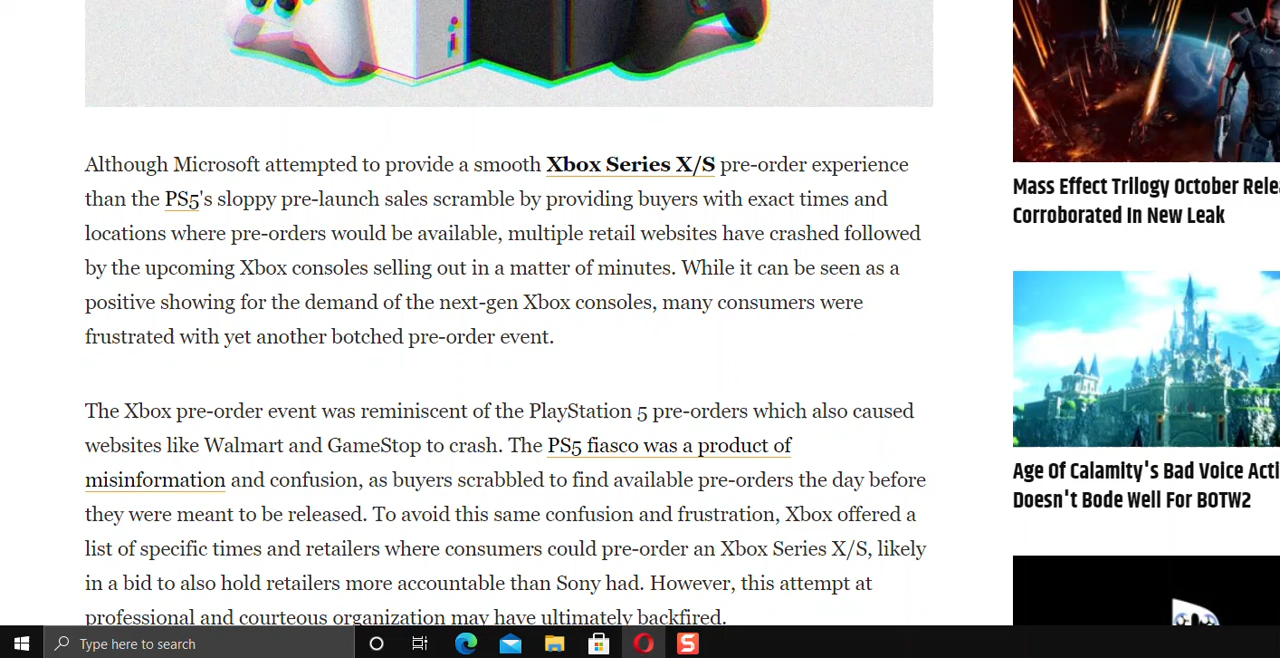 Although Microsoft attempted to provide a smooth Xbox Series X/S pre-order experience
than the PS5's sloppy pre-launch sales scramble by providing buyers with exact times and
locations where pre-orders would be available, multiple retail websites have crashed followed
by the upcoming Xbox consoles selling out in a matter of minutes. While it can be seen as a
positive showing for the demand of the next-gen Xbox consoles, many consumers were
frustrated with yet another botched pre-order event.
The Xbox pre-order event was reminiscent of the PlayStation 5 pre-orders which also caused
websites like Walmart and GameStop to crash. The PS5 fiasco was a product of
misinformation and confusion, as buyers scrabbled to find available pre-orders the day before
they were meant to be released. To avoid this same confusion and frustration, Xbox offered a
list of specific times and retailers where consumers could pre-order an Xbox Series X/S, likely
in a bid to also hold retailers more accountable than Sony had. However, this attempt at
professional and courteous organization may have ultimately backfired.
Mass Effect Trilogy October Rele
Corroborated In New Leak
Age Of Calamity's Bad Voice Acti
Doesn't Bode Well For BOTW2
Type here to search